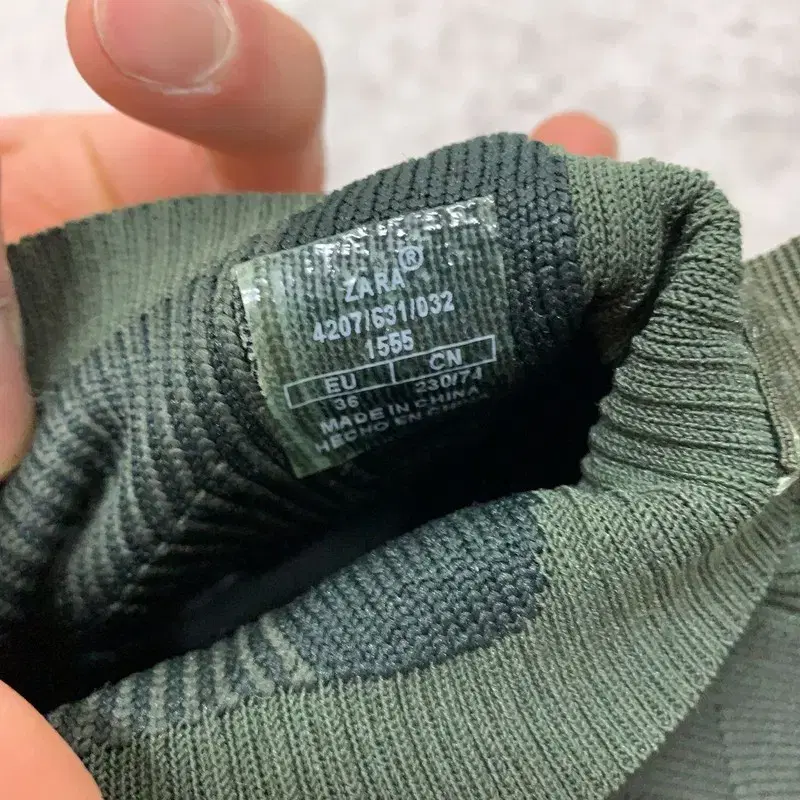 ZARA®
4207/631/032
1555
EU CN
36 230/74
MADE IN CHINA
HECHO EN CHINA